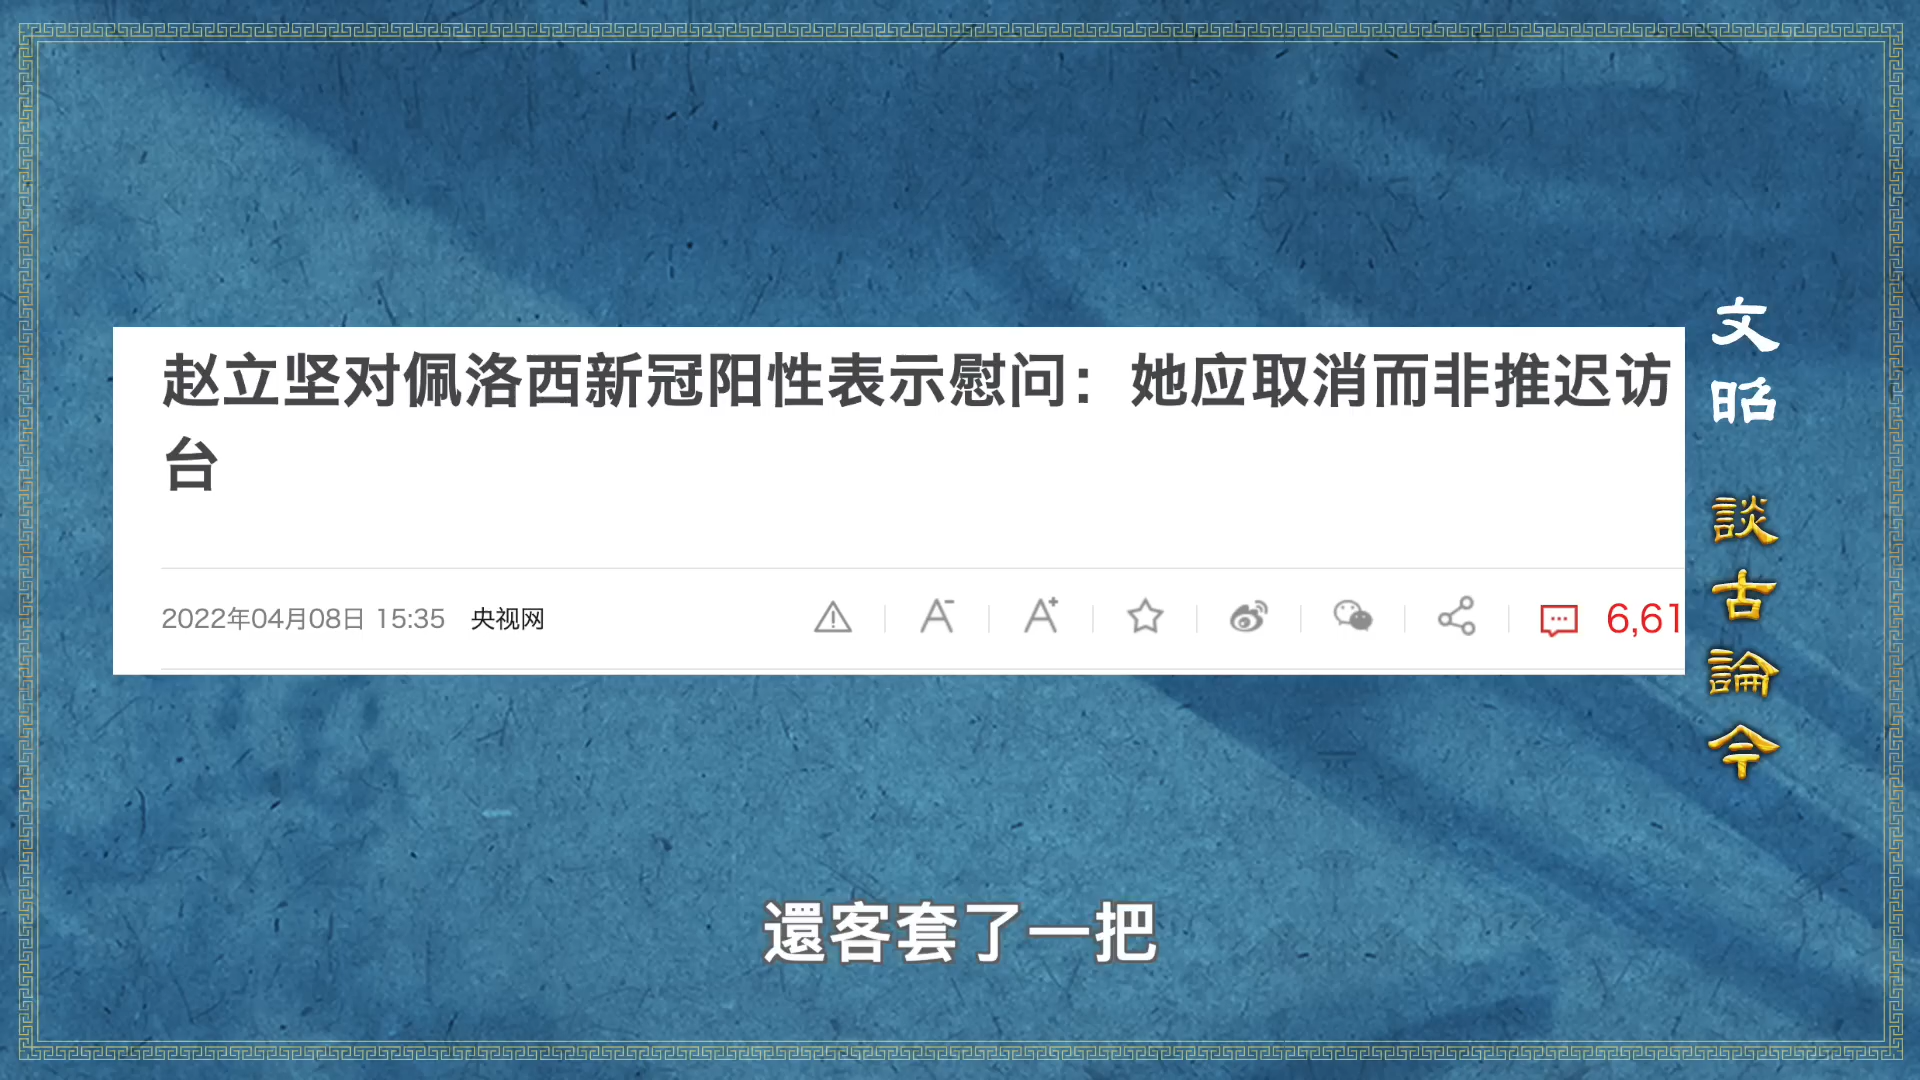 赵立坚对佩洛西新冠阳性表示慰问：她应取消而非推迟访
台
2022年04月08日 15:35 央视网
6,61
文昭
談古論今
還客套了一把